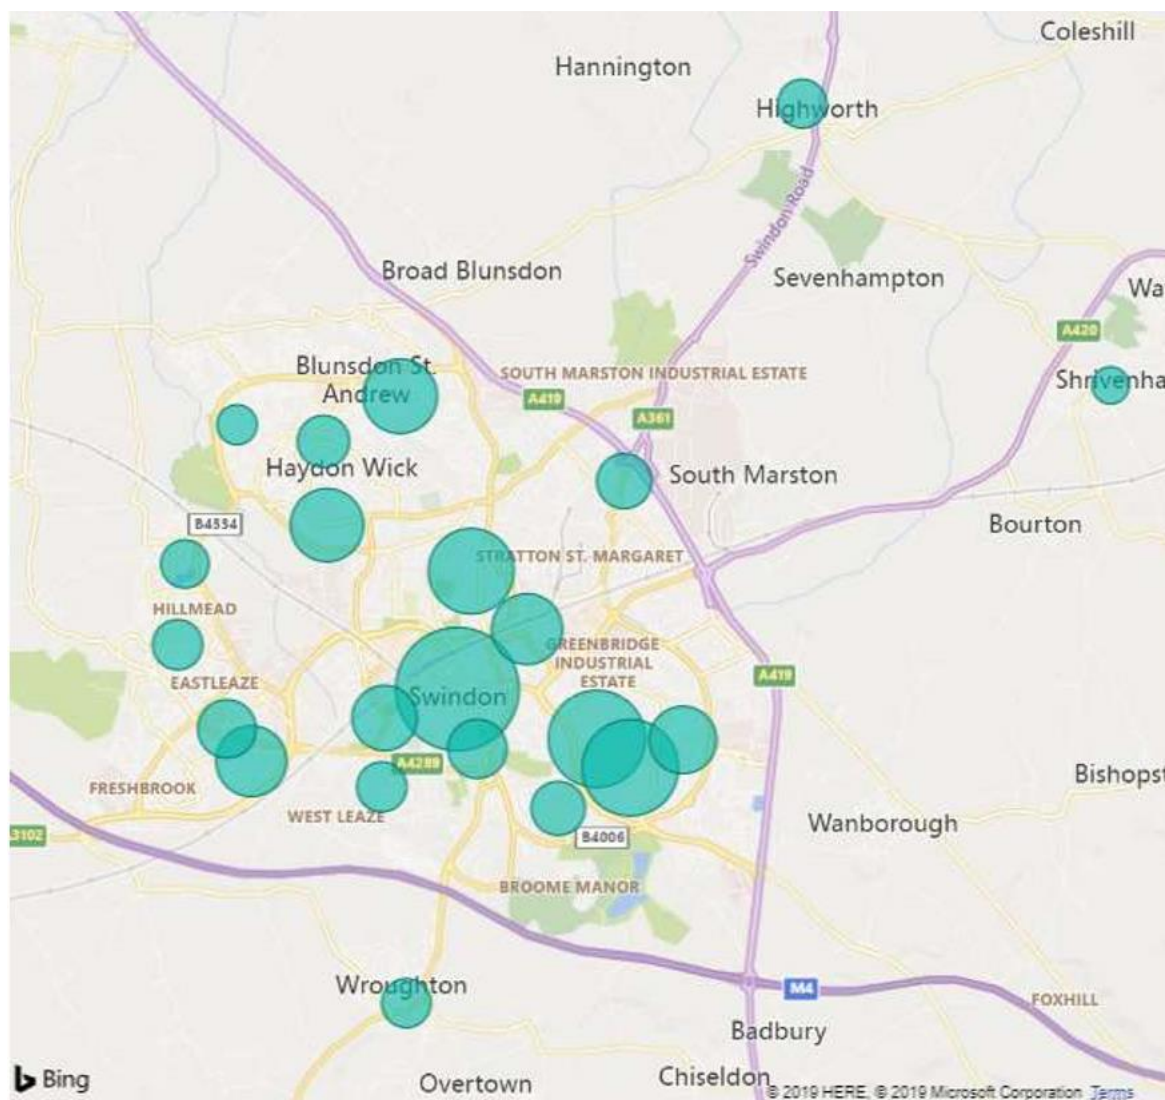 Coleshill
Hannington
Highworth
Swindon Road
Broad Blunsdon
Sevenhampton
Wa
A420
Blunsdon St.
Andrew
SOUTH MARSTON INDUSTRIAL ESTATE
Shrivenha
A419
A361
Haydon Wick
South Marston
B4534
Bourton
STRATTON ST. MARGARET
HILLMEAD
GREENBRIDGE
INDUSTRIAL
ESTATE
EASTLEAZE
A419
Swindon
A4289
Bishopst
FRESHBROOK
WEST LEAZE
Wanborough
3102
B4006
BROOME MANOR
Wroughton
M4
FOXHILL
Badbury
Bing
Overtown
Chiseldon
© 2019 HERE, © 2019 Microsoft Corporation Terms